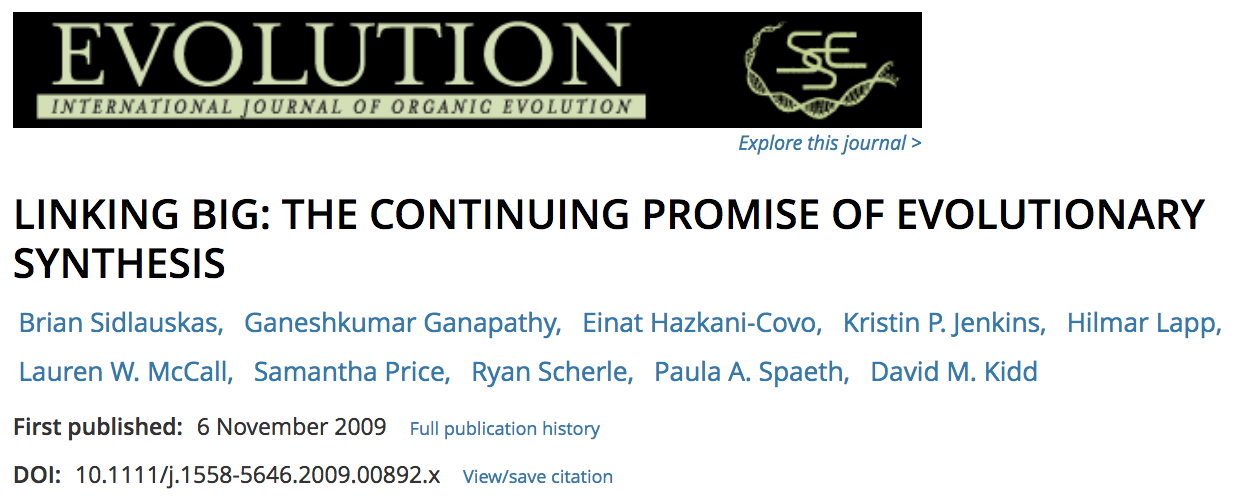 EVOLUTION
SSE
INTERNATIONAL JOURNAL OF ORGANIC EVOLUTION
Explore this journal >
LINKING BIG: THE CONTINUING PROMISE OF EVOLUTIONARY
SYNTHESIS
Brian Sidlauskas, Ganeshkumar Ganapathy, Einat Hazkani-Covo, Kristin P. Jenkins, Hilmar Lapp,
Lauren W. McCall, Samantha Price, Ryan Scherle, Paula A. Spaeth, David M. Kidd
First published: 6 November 2009 Full publication history
DOI: 10.1111/j.1558-5646.2009.00892.x View/save citation